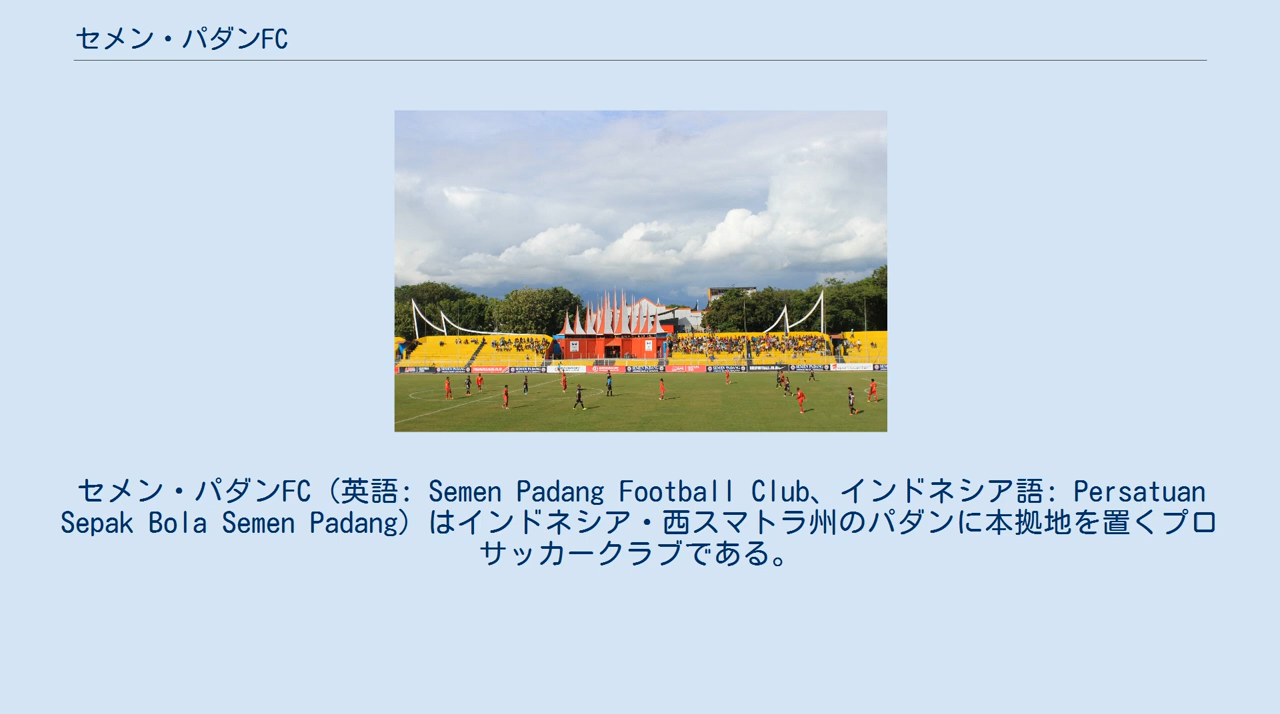 セメン・パダンFC
セメン・パダンFC（英語: Semen Padang Football Club、インドネシア語: Persatuan
Sepak Bola Semen Padang）はインドネシア・西スマトラ州のパダンに本拠地を置くプロ
サッカークラブである。